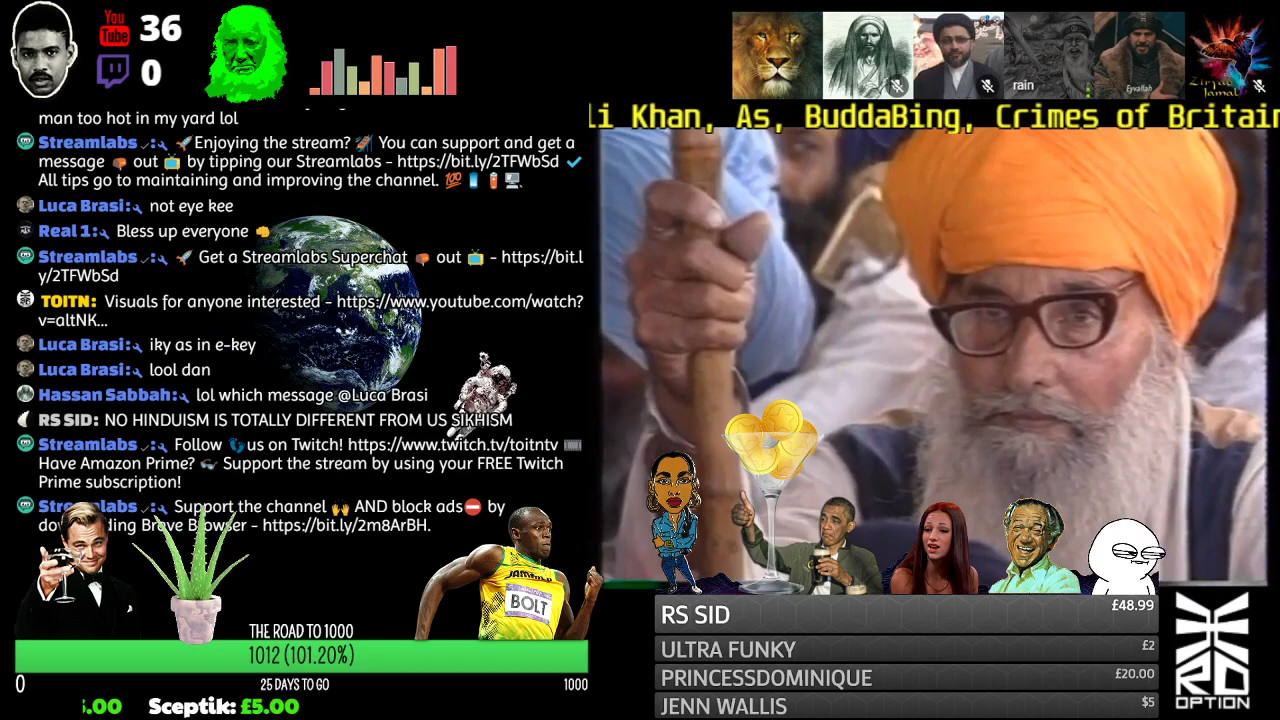 You
Tube
36
0
rain
Eyvallah
Ziryab
Jamal
li Khan, As, BuddaBing, Crimes of Britain
man too hot in my yard lol
Streamlabs ✓:🔧 🚀Enjoying the stream? 🎻 You can support and get a
message 👊 out 📺 by tipping our Streamlabs - https://bit.ly/2TFWbSd ✔
All tips go to maintaining and improving the channel. 💯
Luca Brasi: not eye kee
Real 1: Bless up everyone 👊
Streamlabs ✓: 🚀 Get a Streamlabs Superchat 👊 out 📺 - https://bit.l
y/2TFWbSd
TOITN: Visuals for anyone interested - https://www.youtube.com/watch?
v=altNK...
Luca Brasi: iky as in e-key
Luca Brasi: lool dan
Hassan Sabbah: lol which message @Luca Brasi
RS SID: NO HINDUISM IS TOTALLY DIFFERENT FROM US SIKHISM
Streamlabs ✓: Follow 👣us on Twitch! https://www.twitch.tv/toitntv
Have Amazon Prime? Support the stream by using your FREE Twitch
Prime subscription!
Streamlabs ✓: Support the channel 🙌 AND block ads⛔ by
Browser - https://bit.ly/2m8ArBH.
JAMAICA
BOLT
THE ROAD TO 1000
1012 (101.20%)
0
25 DAYS TO GO
1000
.00 Sceptik: £5.00
RS SID £48.99
ULTRA FUNKY £2
PRINCESSDOMINIQUE £20.00
JENN WALLIS $5
OPTION